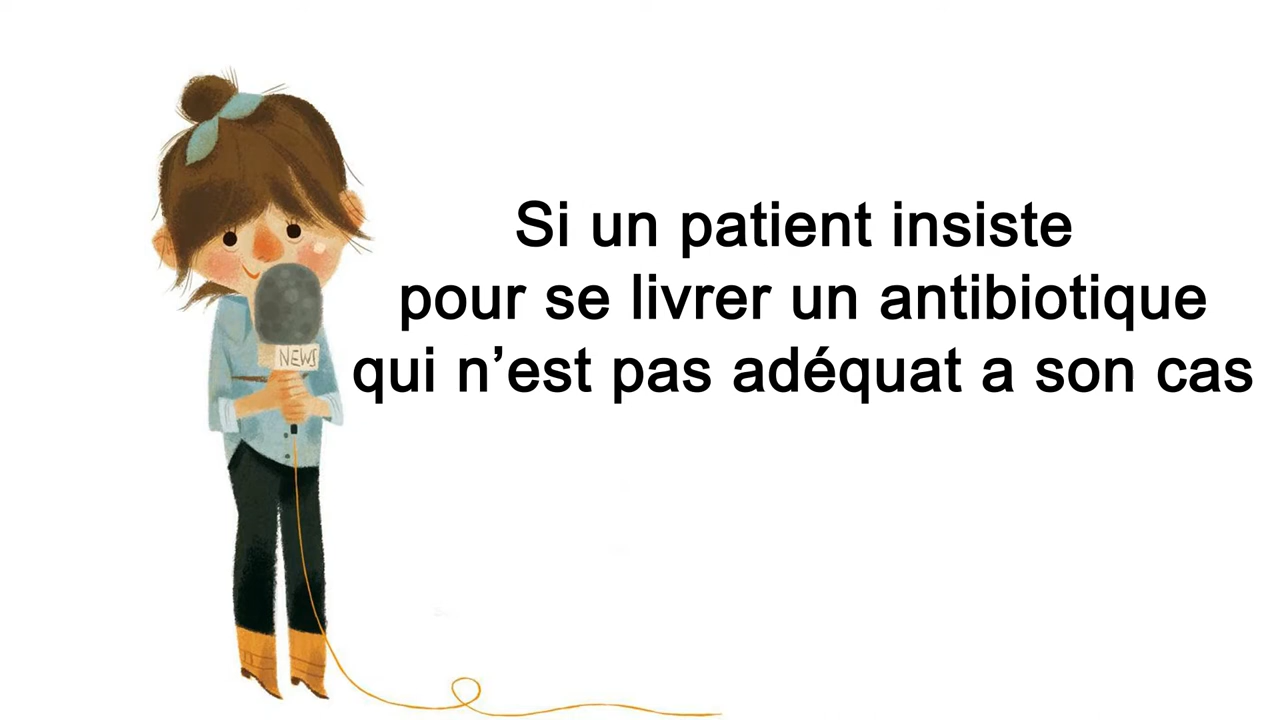 Si un patient insiste
pour se livrer un antibiotique
qui n’est pas adéquat a son cas
NEWS